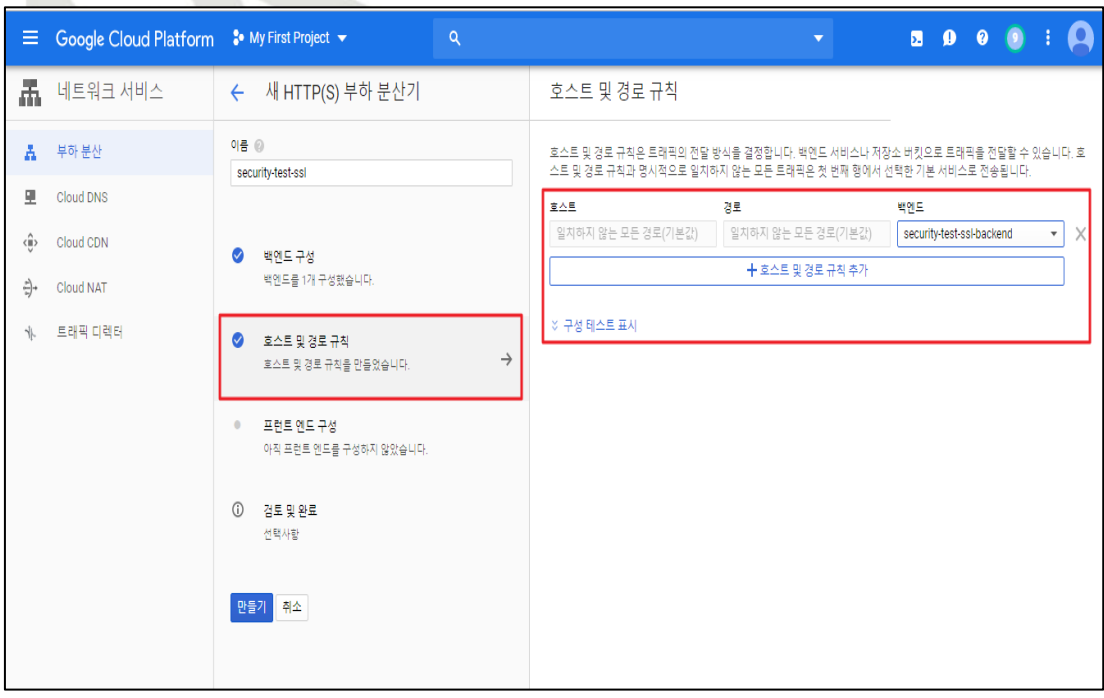 Google Cloud Platform
My First Project
9
네트워크 서비스
부하 분산
Cloud DNS
Cloud CDN
Cloud NAT
트래픽 디렉터
새 HTTP(S) 부하 분산기
이름
security-test-ssl
백엔드 구성
백엔드를 1개 구성했습니다.
호스트 및 경로 규칙
호스트 및 경로 규칙을 만들었습니다.
프런트 엔드 구성
아직 프런트 엔드를 구성하지 않았습니다.
검토 및 완료
선택사항
만들기 취소
호스트 및 경로 규칙
호스트 및 경로 규칙은 트래픽의 전달 방식을 결정합니다. 백엔드 서비스나 저장소 버킷으로 트래픽을 전달할 수 있습니다. 호
스트 및 경로 규칙과 명시적으로 일치하지 않는 모든 트래픽은 첫 번째 행에서 선택한 기본 서비스로 전송됩니다.
호스트 경로 백엔드
일치하지 않는 모든 경로(기본값) 일치하지 않는 모든 경로(기본값) security-test-ssl-backend
+ 호스트 및 경로 규칙 추가
구성 테스트 표시